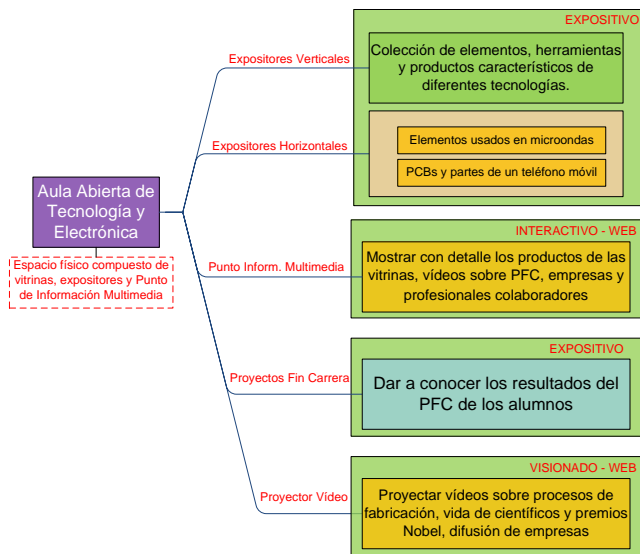 EXPOSITIVO
Expositores Verticales
Colección de elementos, herramientas
y productos característicos de
diferentes tecnologías.
Expositores Horizontales
Elementos usados en microondas
PCBs y partes de un teléfono móvil
Aula Abierta de
Tecnología y
Electrónica
Espacio físico compuesto de
vitrinas, expositores y Punto
de Información Multimedia
INTERACTIVO - WEB
Punto Inform. Multimedia
Mostrar con detalle los productos de las
vitrinas, vídeos sobre PFC, empresas y
profesionales colaboradores
EXPOSITIVO
Proyectos Fin Carrera
Dar a conocer los resultados del
PFC de los alumnos
VISIONADO - WEB
Proyector Vídeo
Proyectar vídeos sobre procesos de
fabricación, vida de científicos y premios
Nobel, difusión de empresas